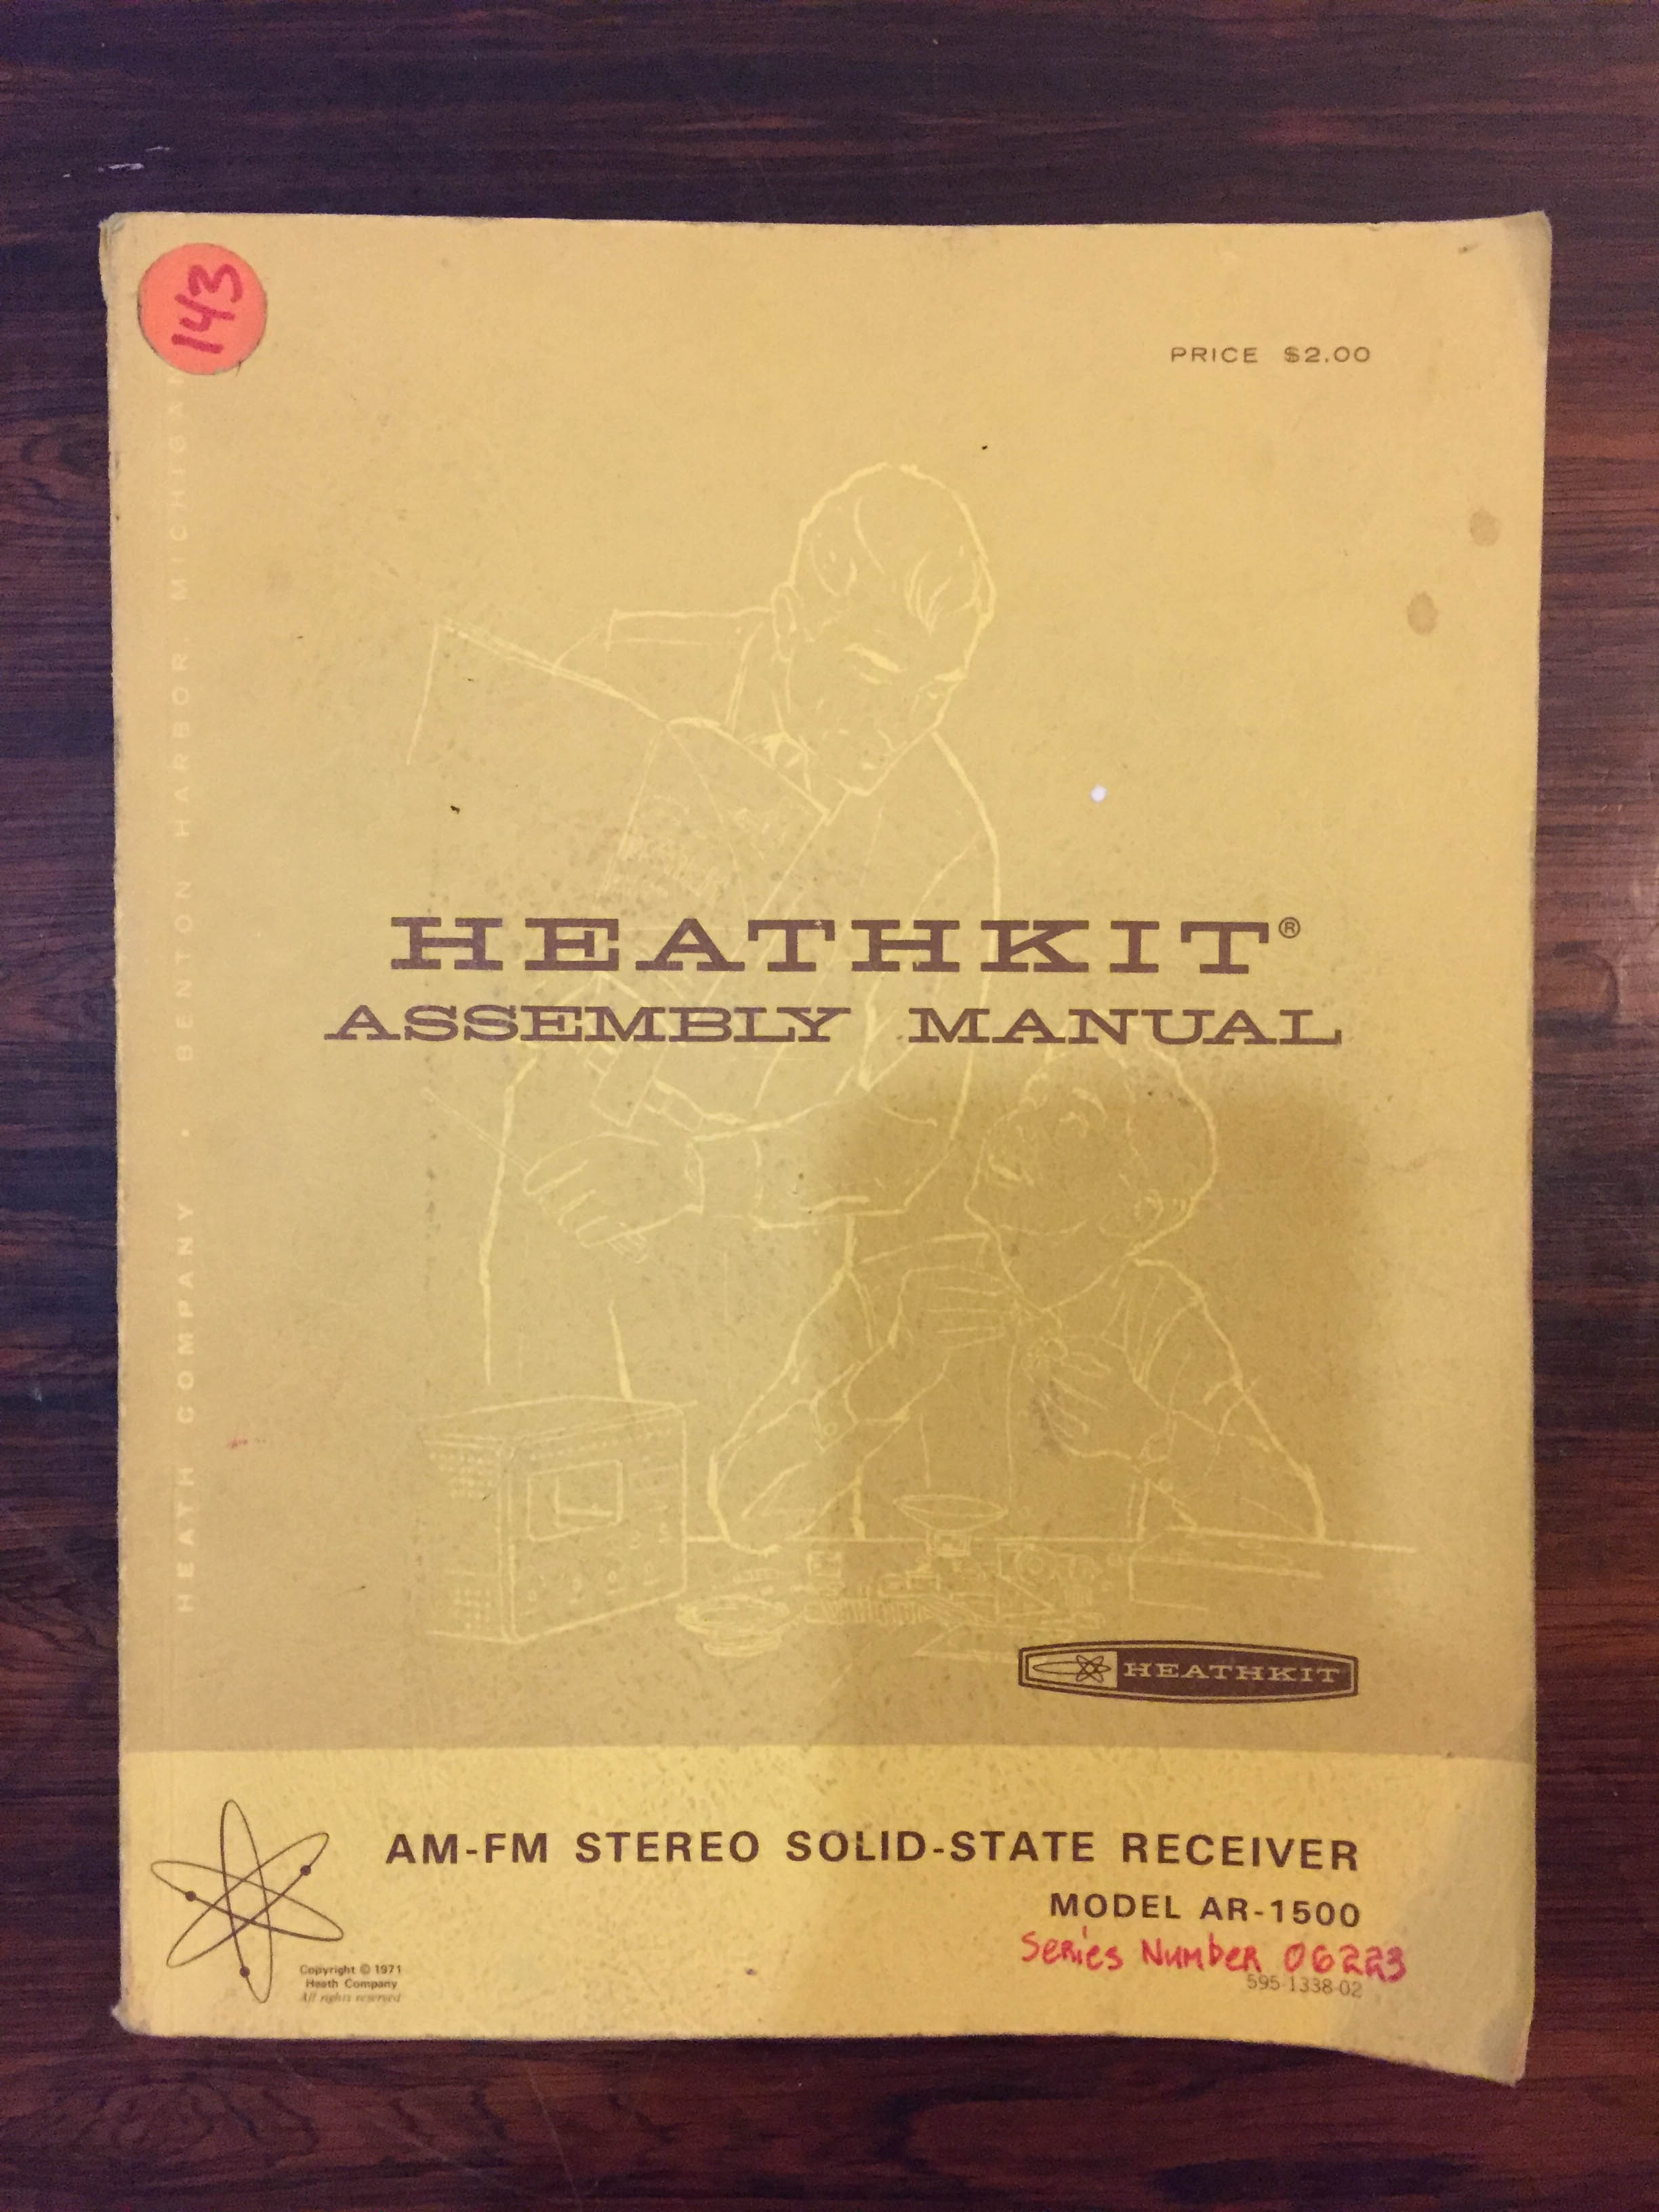 143
PRICE $2.00
HEATH COMPANY • BENTON HARBOR, MICHIGAN
HEATHKIT®
ASSEMBLY MANUAL
HEATHKIT
AM-FM STEREO SOLID-STATE RECEIVER
MODEL AR-1500
Series Number 06223
595-1338-02
Copyright © 1971
Heath Company
All rights reserved